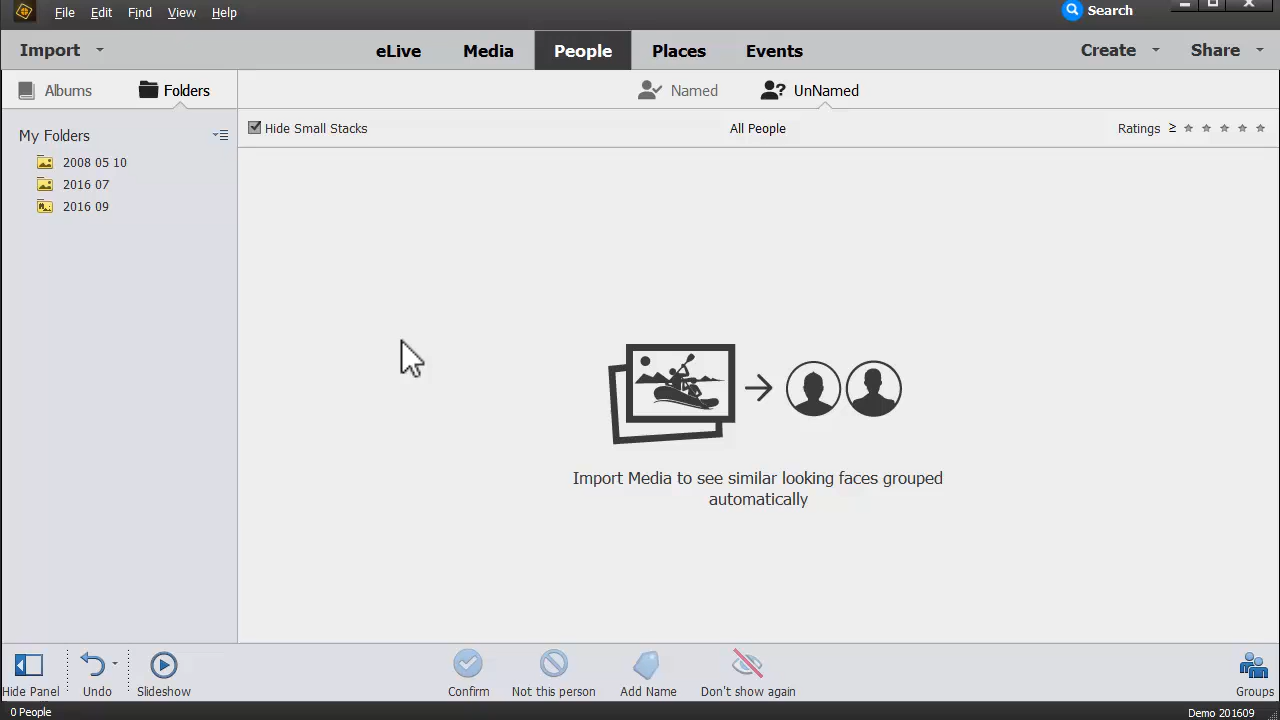 File Edit Find View Help Search
Import eLive Media People Places Events Create Share
Albums Folders Named UnNamed
My Folders Hide Small Stacks All People Ratings ≥
2008 05 10
2016 07
2016 09
Import Media to see similar looking faces grouped
automatically
Hide Panel Undo Slideshow Confirm Not this person Add Name Don't show again Groups
0 People Demo 201609